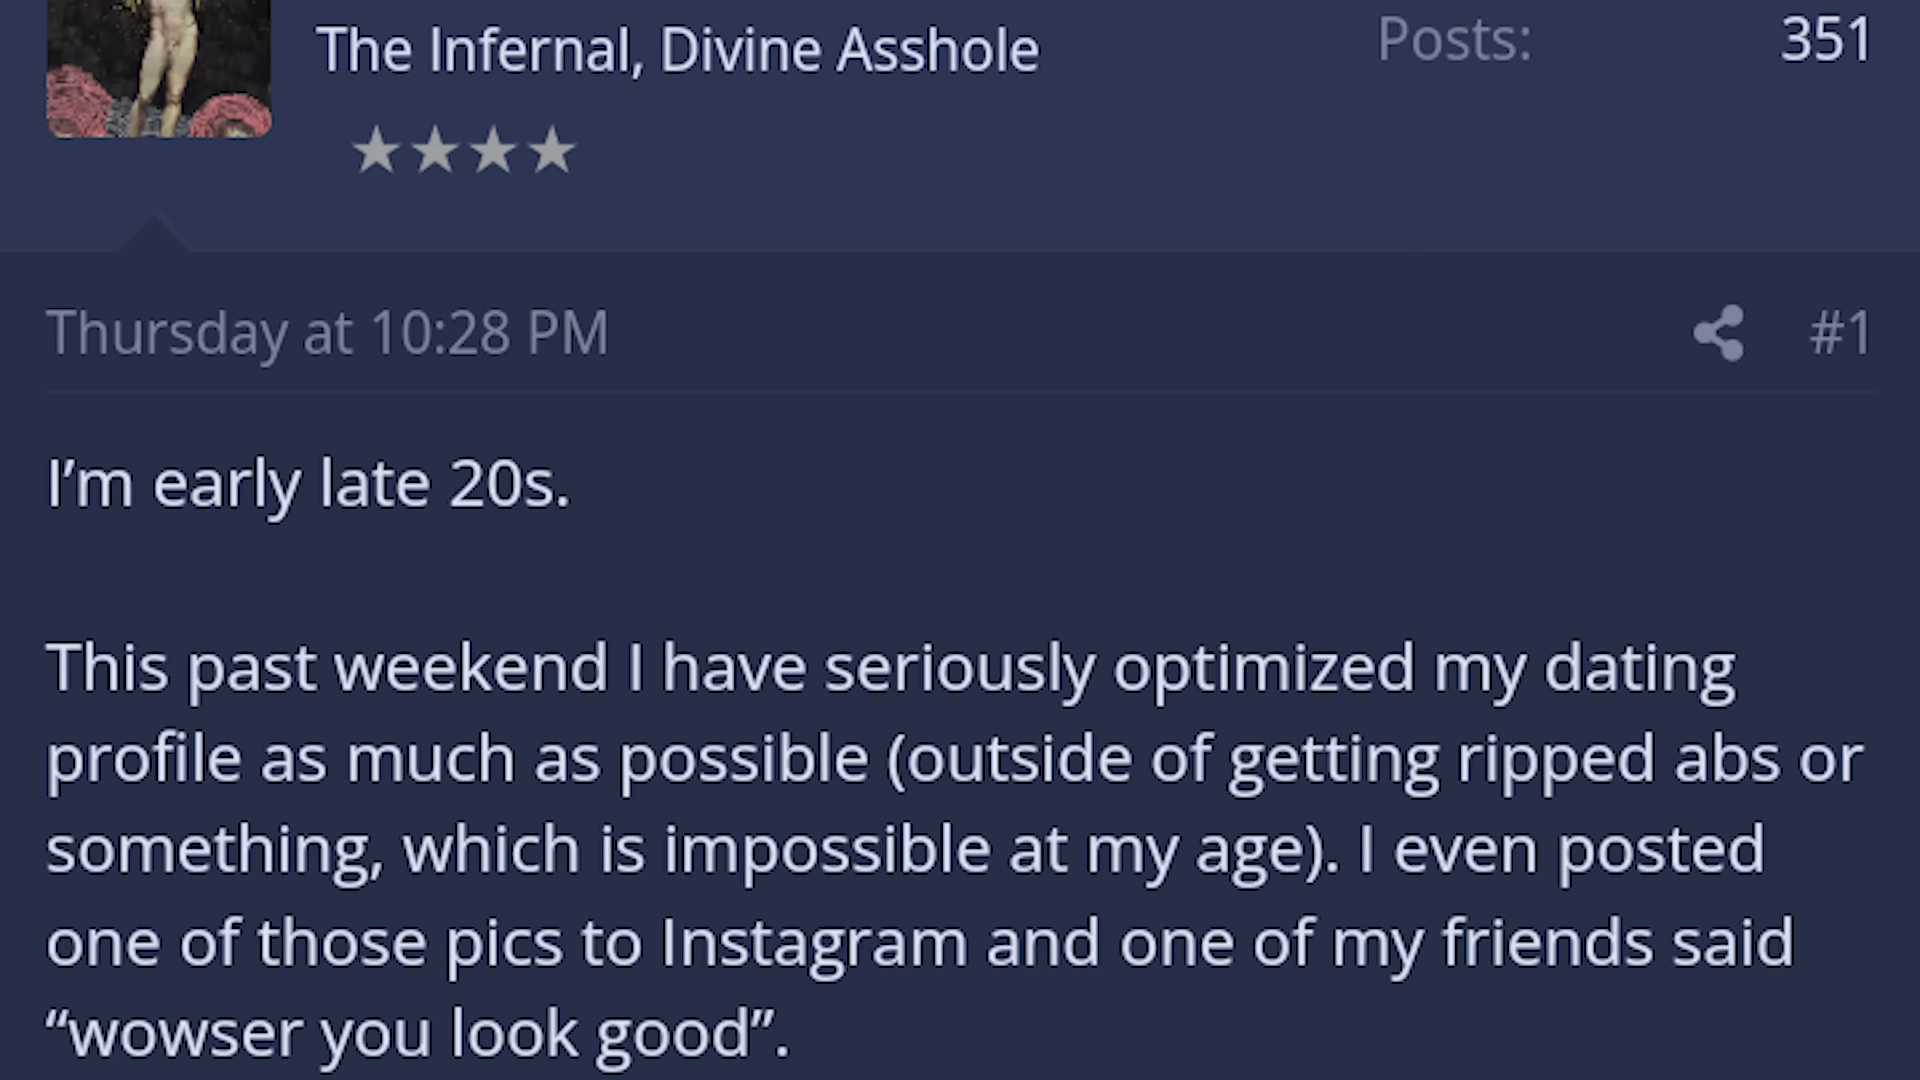 The Infernal, Divine Asshole
Posts: 351
Thursday at 10:28 PM
#1
I’m early late 20s.
This past weekend I have seriously optimized my dating
profile as much as possible (outside of getting ripped abs or
something, which is impossible at my age). I even posted
one of those pics to Instagram and one of my friends said
“wowser you look good”.